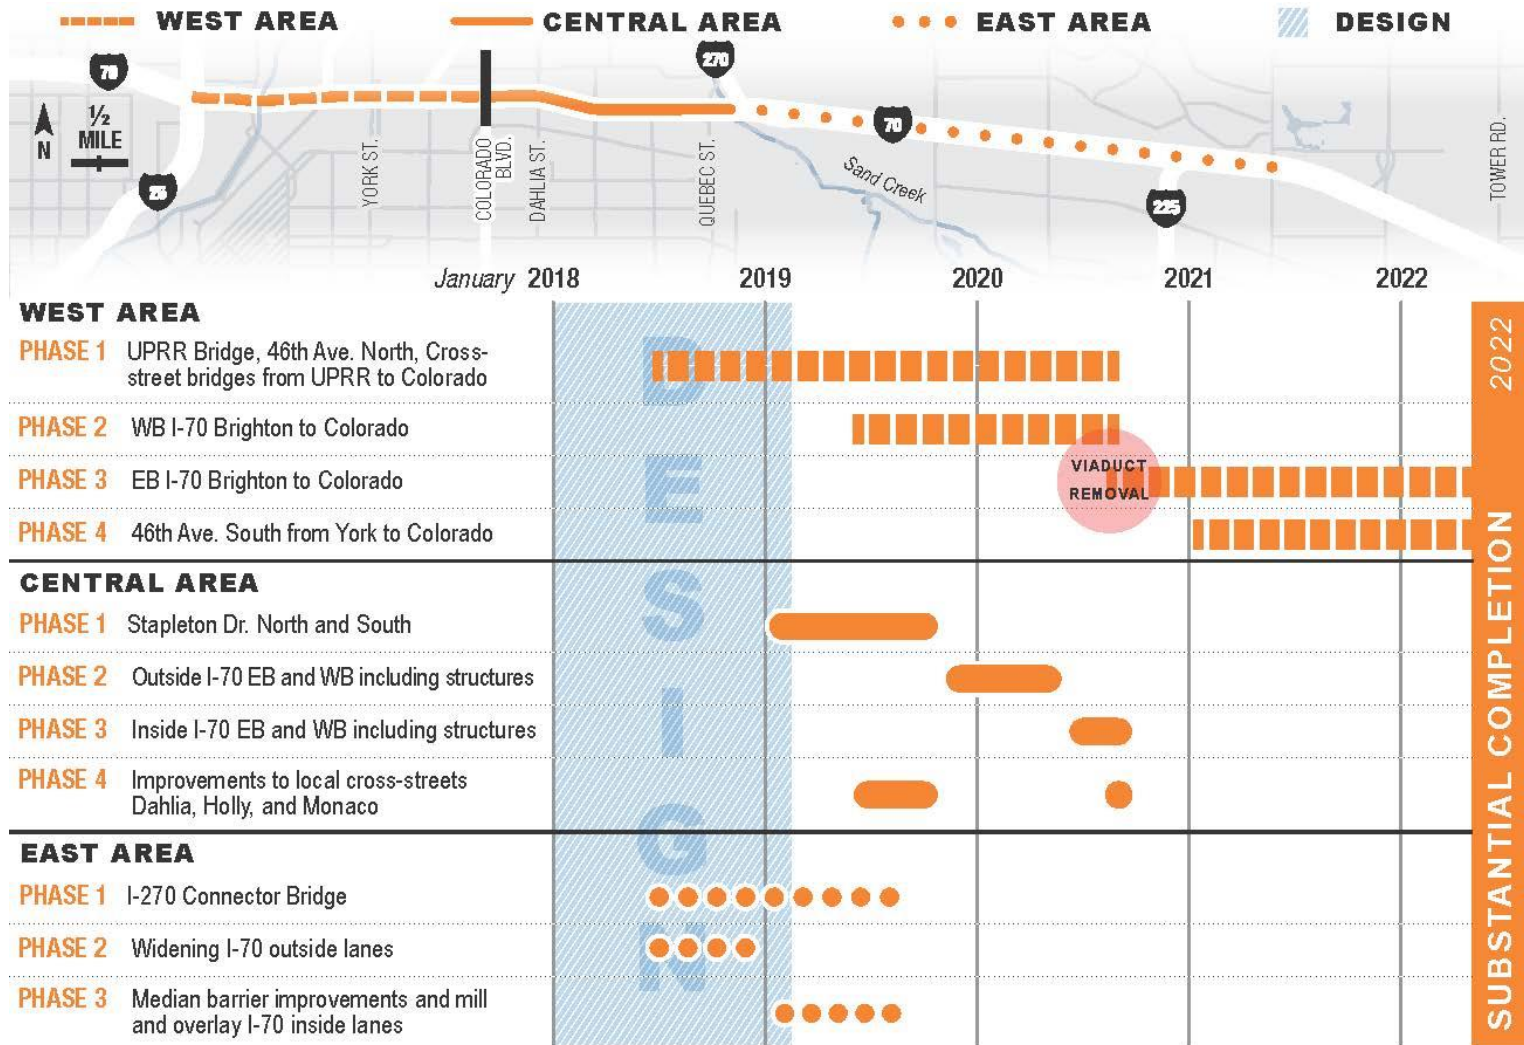 WEST AREA
CENTRAL AREA
EAST AREA
DESIGN
70
270
N
½
MILE
25
YORK ST.
COLORADO
BLVD.
DAHLIA ST.
QUEBEC ST.
70
Sand Creek
225
TOWER RD.
January 2018 2019 2020 2021 2022
WEST AREA
PHASE 1 UPRR Bridge, 46th Ave. North, Cross-
street bridges from UPRR to Colorado
PHASE 2 WB I-70 Brighton to Colorado
PHASE 3 EB I-70 Brighton to Colorado
VIADUCT
REMOVAL
PHASE 4 46th Ave. South from York to Colorado
CENTRAL AREA
PHASE 1 Stapleton Dr. North and South
PHASE 2 Outside I-70 EB and WB including structures
PHASE 3 Inside I-70 EB and WB including structures
PHASE 4 Improvements to local cross-streets
Dahlia, Holly, and Monaco
EAST AREA
PHASE 1 I-270 Connector Bridge
PHASE 2 Widening I-70 outside lanes
PHASE 3 Median barrier improvements and mill
and overlay I-70 inside lanes
DESIGN
SUBSTANTIAL COMPLETION 2022